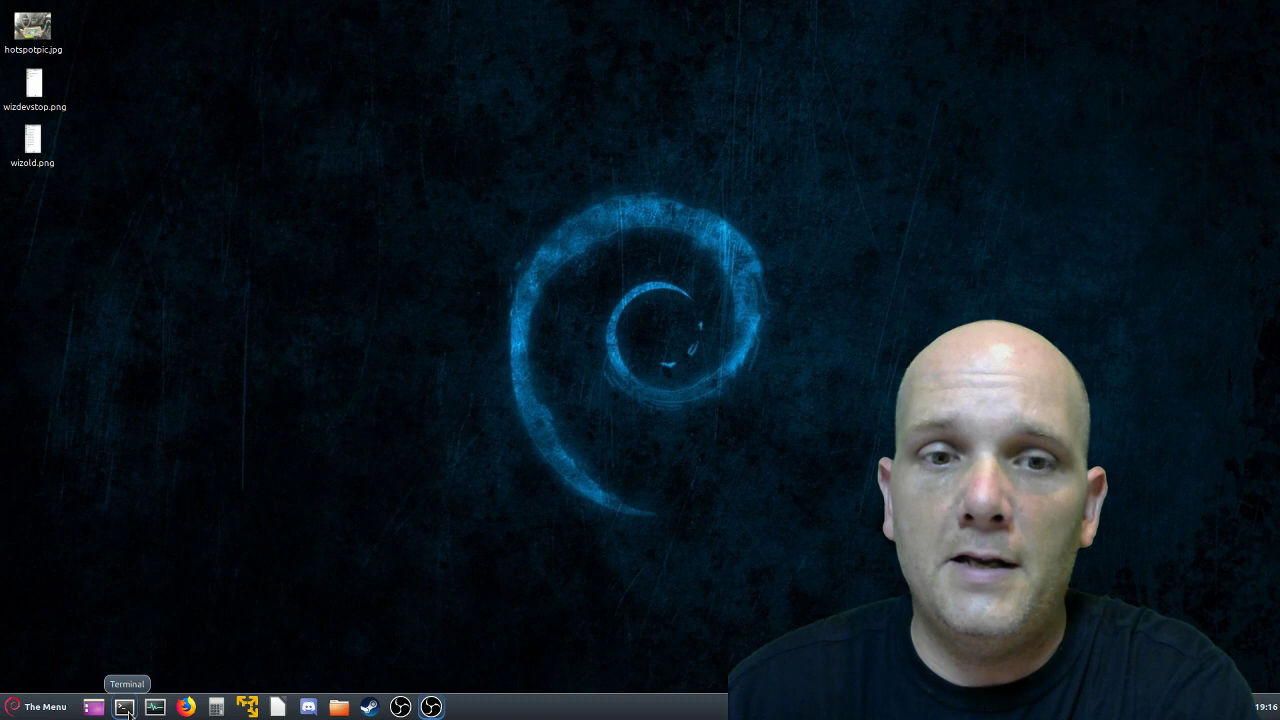 hotspotpic.jpg
wizdevstop.png
wizold.png
Terminal
The Menu
19:16